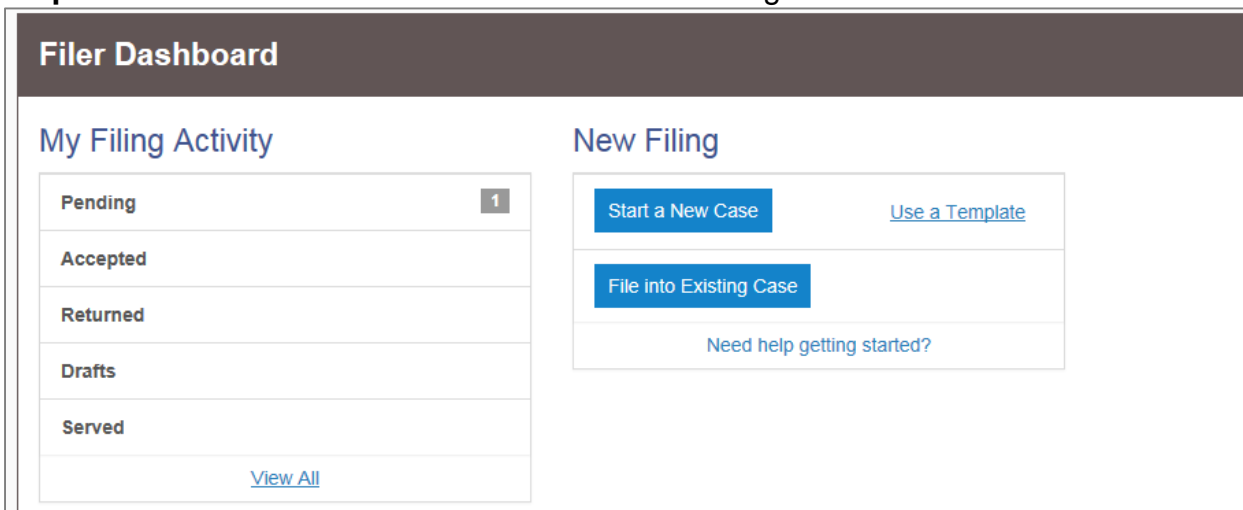 Filer Dashboard
My Filing Activity
New Filing
Pending 1
Start a New Case Use a Template
Accepted
File into Existing Case
Returned
Need help getting started?
Drafts
Served
View All